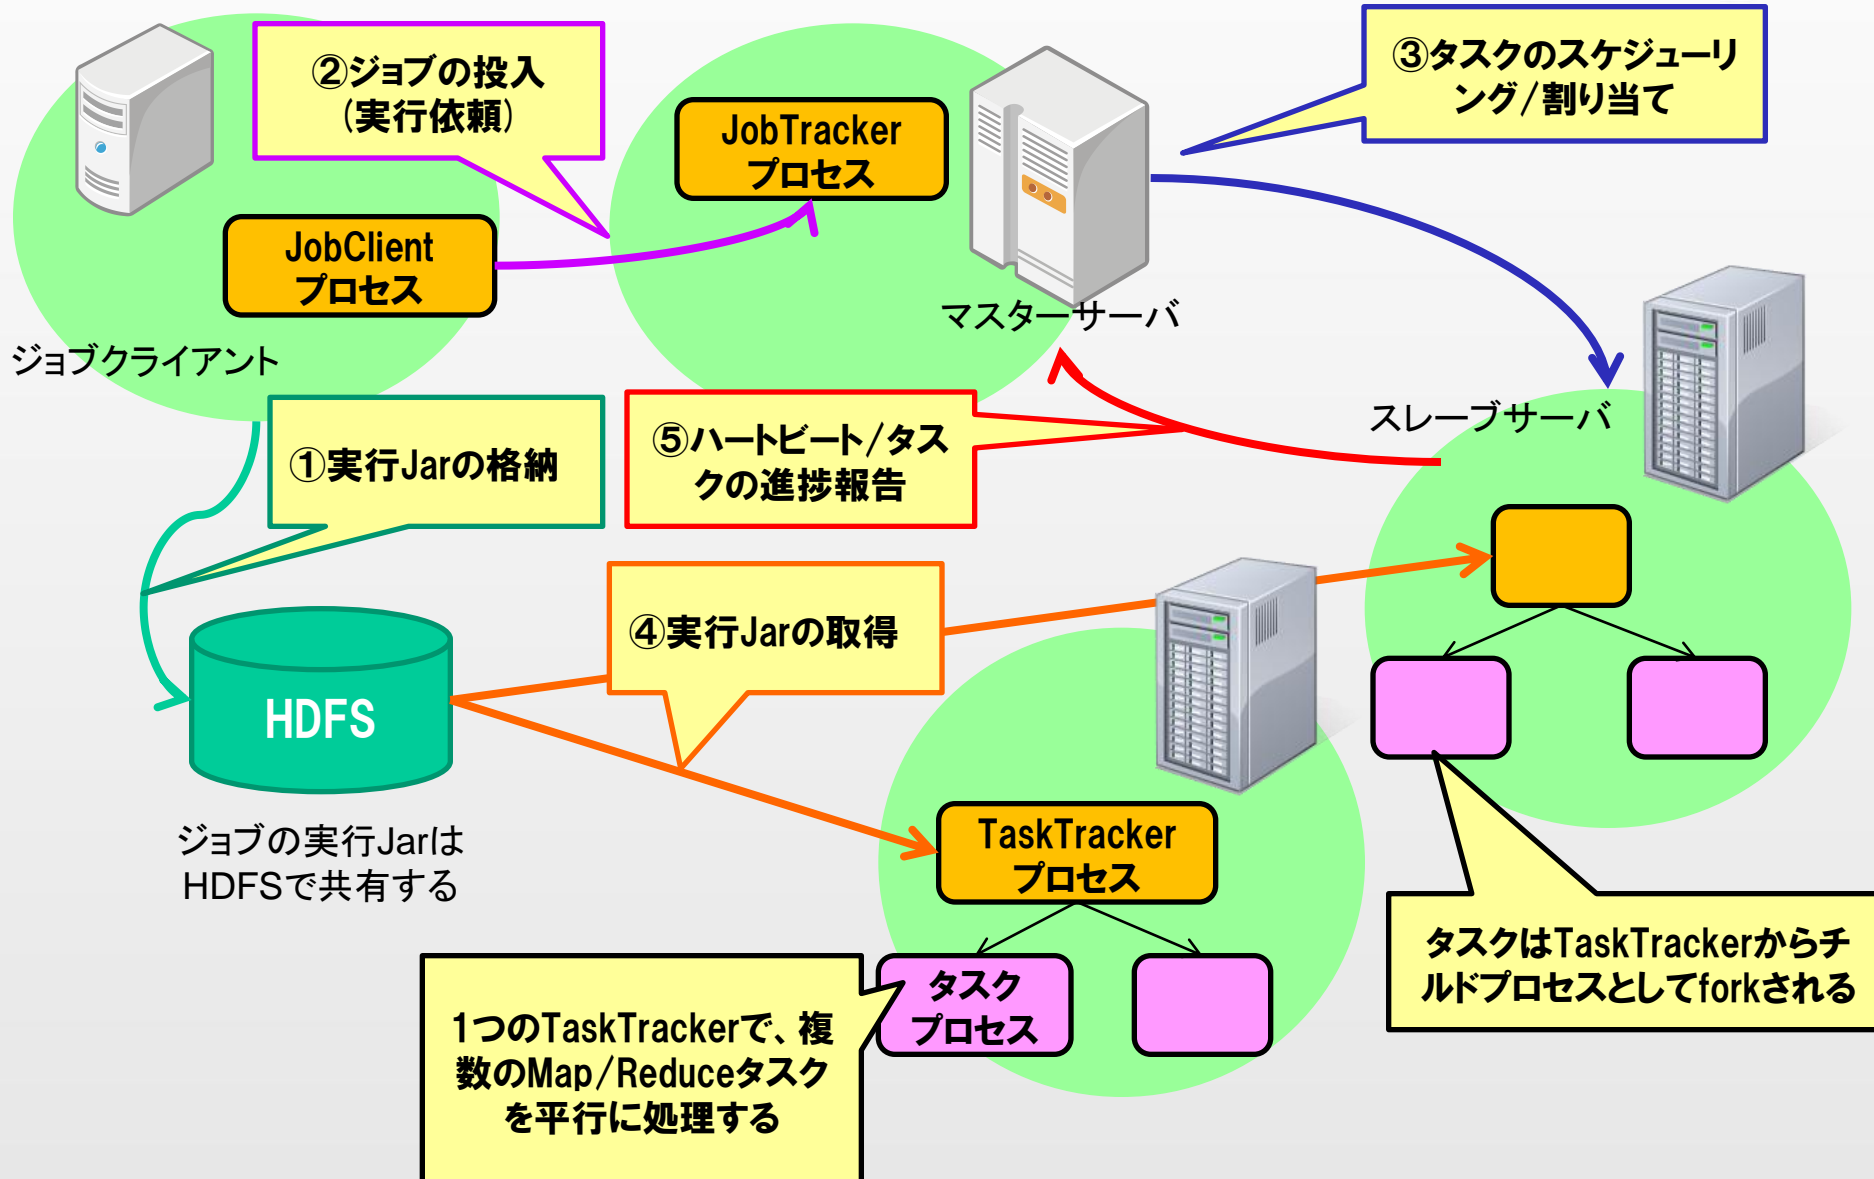 ②ジョブの投入
(実行依頼)
③タスクのスケジューリ
ング/割り当て
JobTracker
プロセス
JobClient
プロセス
マスターサーバ
ジョブクライアント
スレーブサーバ
①実行Jarの格納
⑤ハートビート/タス
クの進捗報告
④実行Jarの取得
HDFS
ジョブの実行Jarは
HDFSで共有する
TaskTracker
プロセス
タスクはTaskTrackerからチ
ルドプロセスとしてforkされる
タスク
プロセス
1つのTaskTrackerで、複
数のMap/Reduceタスク
を平行に処理する